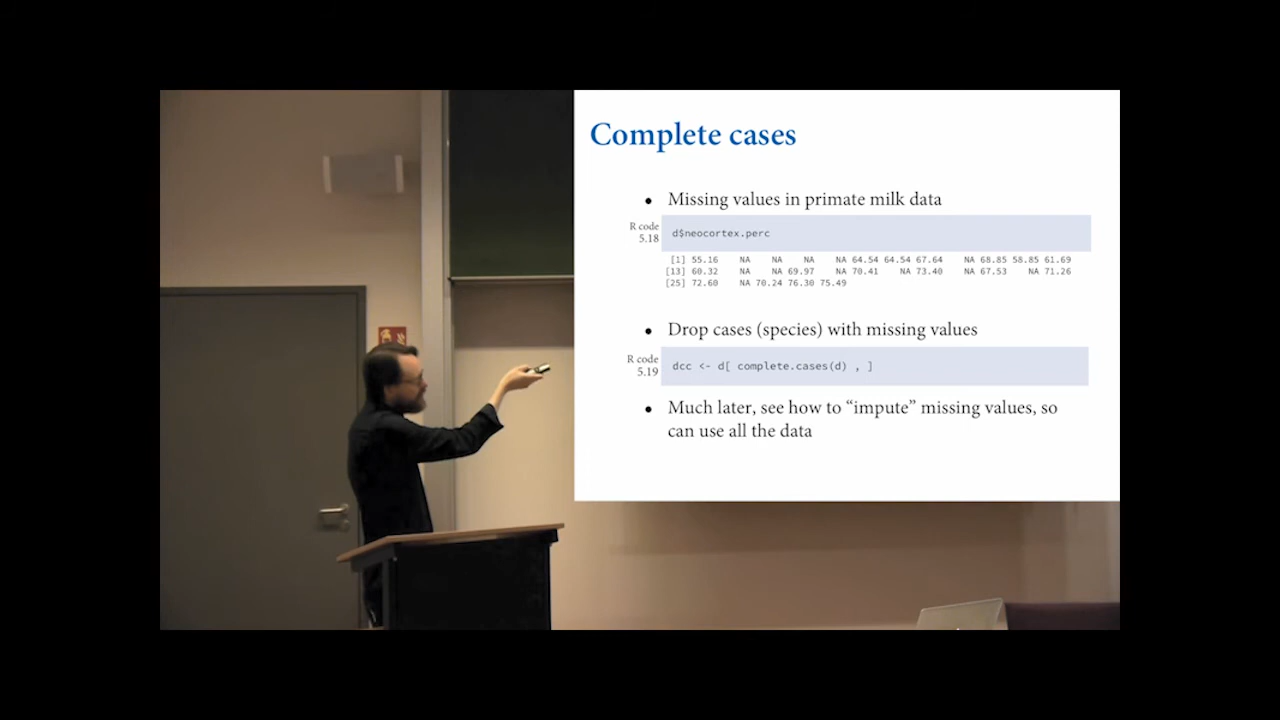 Complete cases
• Missing values in primate milk data
R code
5.18
d$neocortex.perc
[1] 55.16 NA NA NA NA 64.54 64.54 67.64 NA 68.85 58.85 61.69
[13] 60.32 NA NA 69.97 NA 70.41 NA 73.40 NA 67.53 NA 71.26
[25] 72.60 NA 70.24 76.30 75.49
• Drop cases (species) with missing values
R code
5.19
dcc <- d[ complete.cases(d) , ]
• Much later, see how to “impute” missing values, so
can use all the data